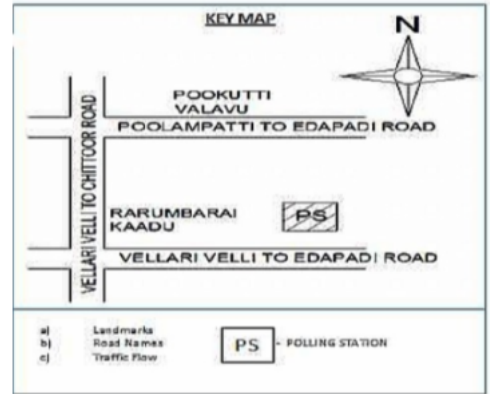 KEY MAP
N
POOKUTTI
VALAVU
POOLAMPATTI TO EDAPADI ROAD
VELLARI VELLI TO CHITTOOR ROAD
RARUMBARAI
KAADU
PS
VELLARI VELLI TO EDAPADI ROAD
a) Landmarks
b) Road Names
c) Traffic Flow
PS - POLLING STATION